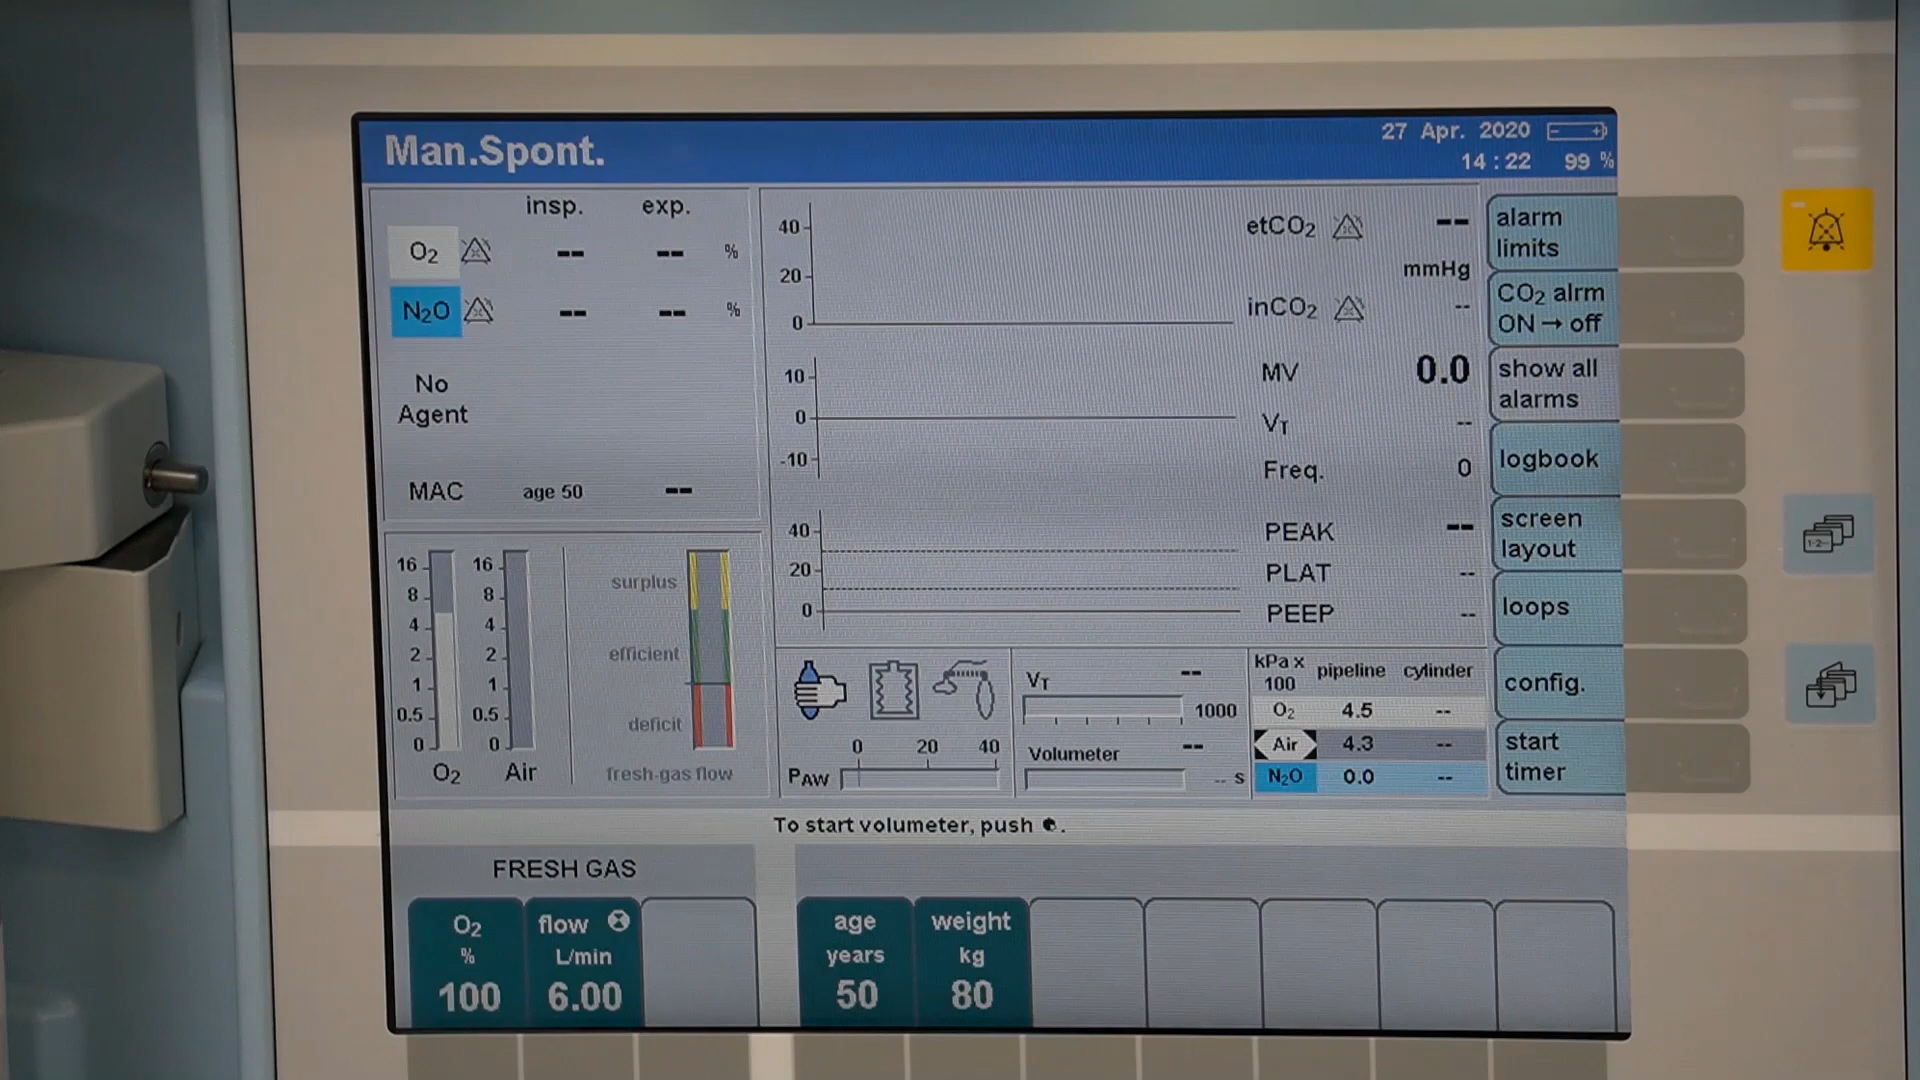 Man.Spont.
27 Apr. 2020
14:22 99 %
insp. exp.
O₂ -- -- %
N₂O -- -- %
No
Agent
MAC age 50 --
40
20
0
etCO₂ --
mmHg
inCO₂ --
10
0
-10
MV 0.0
VT --
Freq. 0
40
20
0
PEAK --
PLAT --
PEEP --
16
8
4
2
1
0.5
0
O₂
16
8
4
2
1
0.5
0
Air
surplus
efficient
deficit
fresh-gas flow
0 20 40
PAW
VT --
1000
Volumeter --
-- s
kPa x
100 pipeline cylinder
O₂ 4.5 --
Air 4.3 --
N₂O 0.0 --
alarm
limits
CO₂ alrm
ON → off
show all
alarms
logbook
screen
layout
loops
config.
start
timer
To start volumeter, push .
FRESH GAS
O₂
%
100
flow
L/min
6.00
age
years
50
weight
kg
80